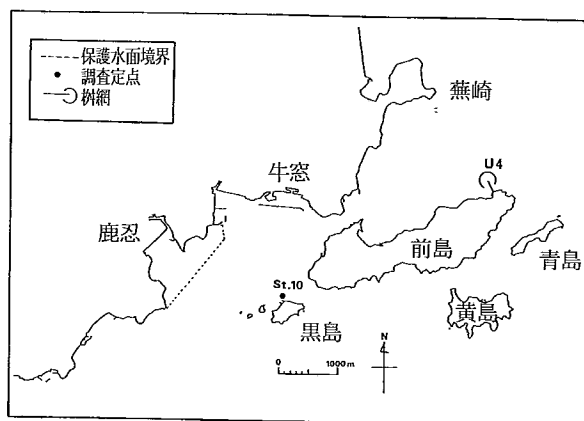 保護水面境界
調査定点
桝網
蕪崎
牛窓
U4
鹿忍
前島
青島
St.10
黄島
黒島
N
0 1000m